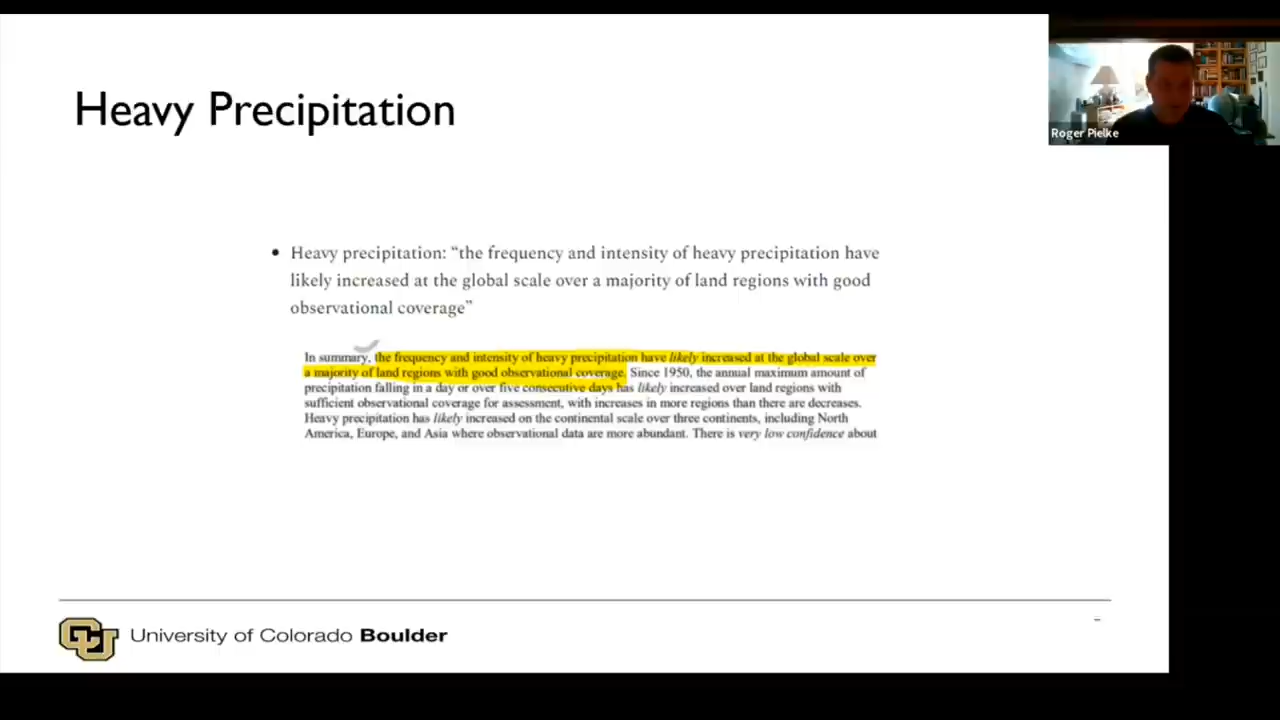 Heavy Precipitation
Roger Pielke
• Heavy precipitation: “the frequency and intensity of heavy precipitation have
likely increased at the global scale over a majority of land regions with good
observational coverage”
In summary, the frequency and intensity of heavy precipitation have likely increased at the global scale over
a majority of land regions with good observational coverage. Since 1950, the annual maximum amount of
precipitation falling in a day or over five consecutive days has likely increased over land regions with
sufficient observational coverage for assessment, with increases in more regions than there are decreases.
Heavy precipitation has likely increased on the continental scale over three continents, including North
America, Europe, and Asia where observational data are more abundant. There is very low confidence about
CU University of Colorado Boulder